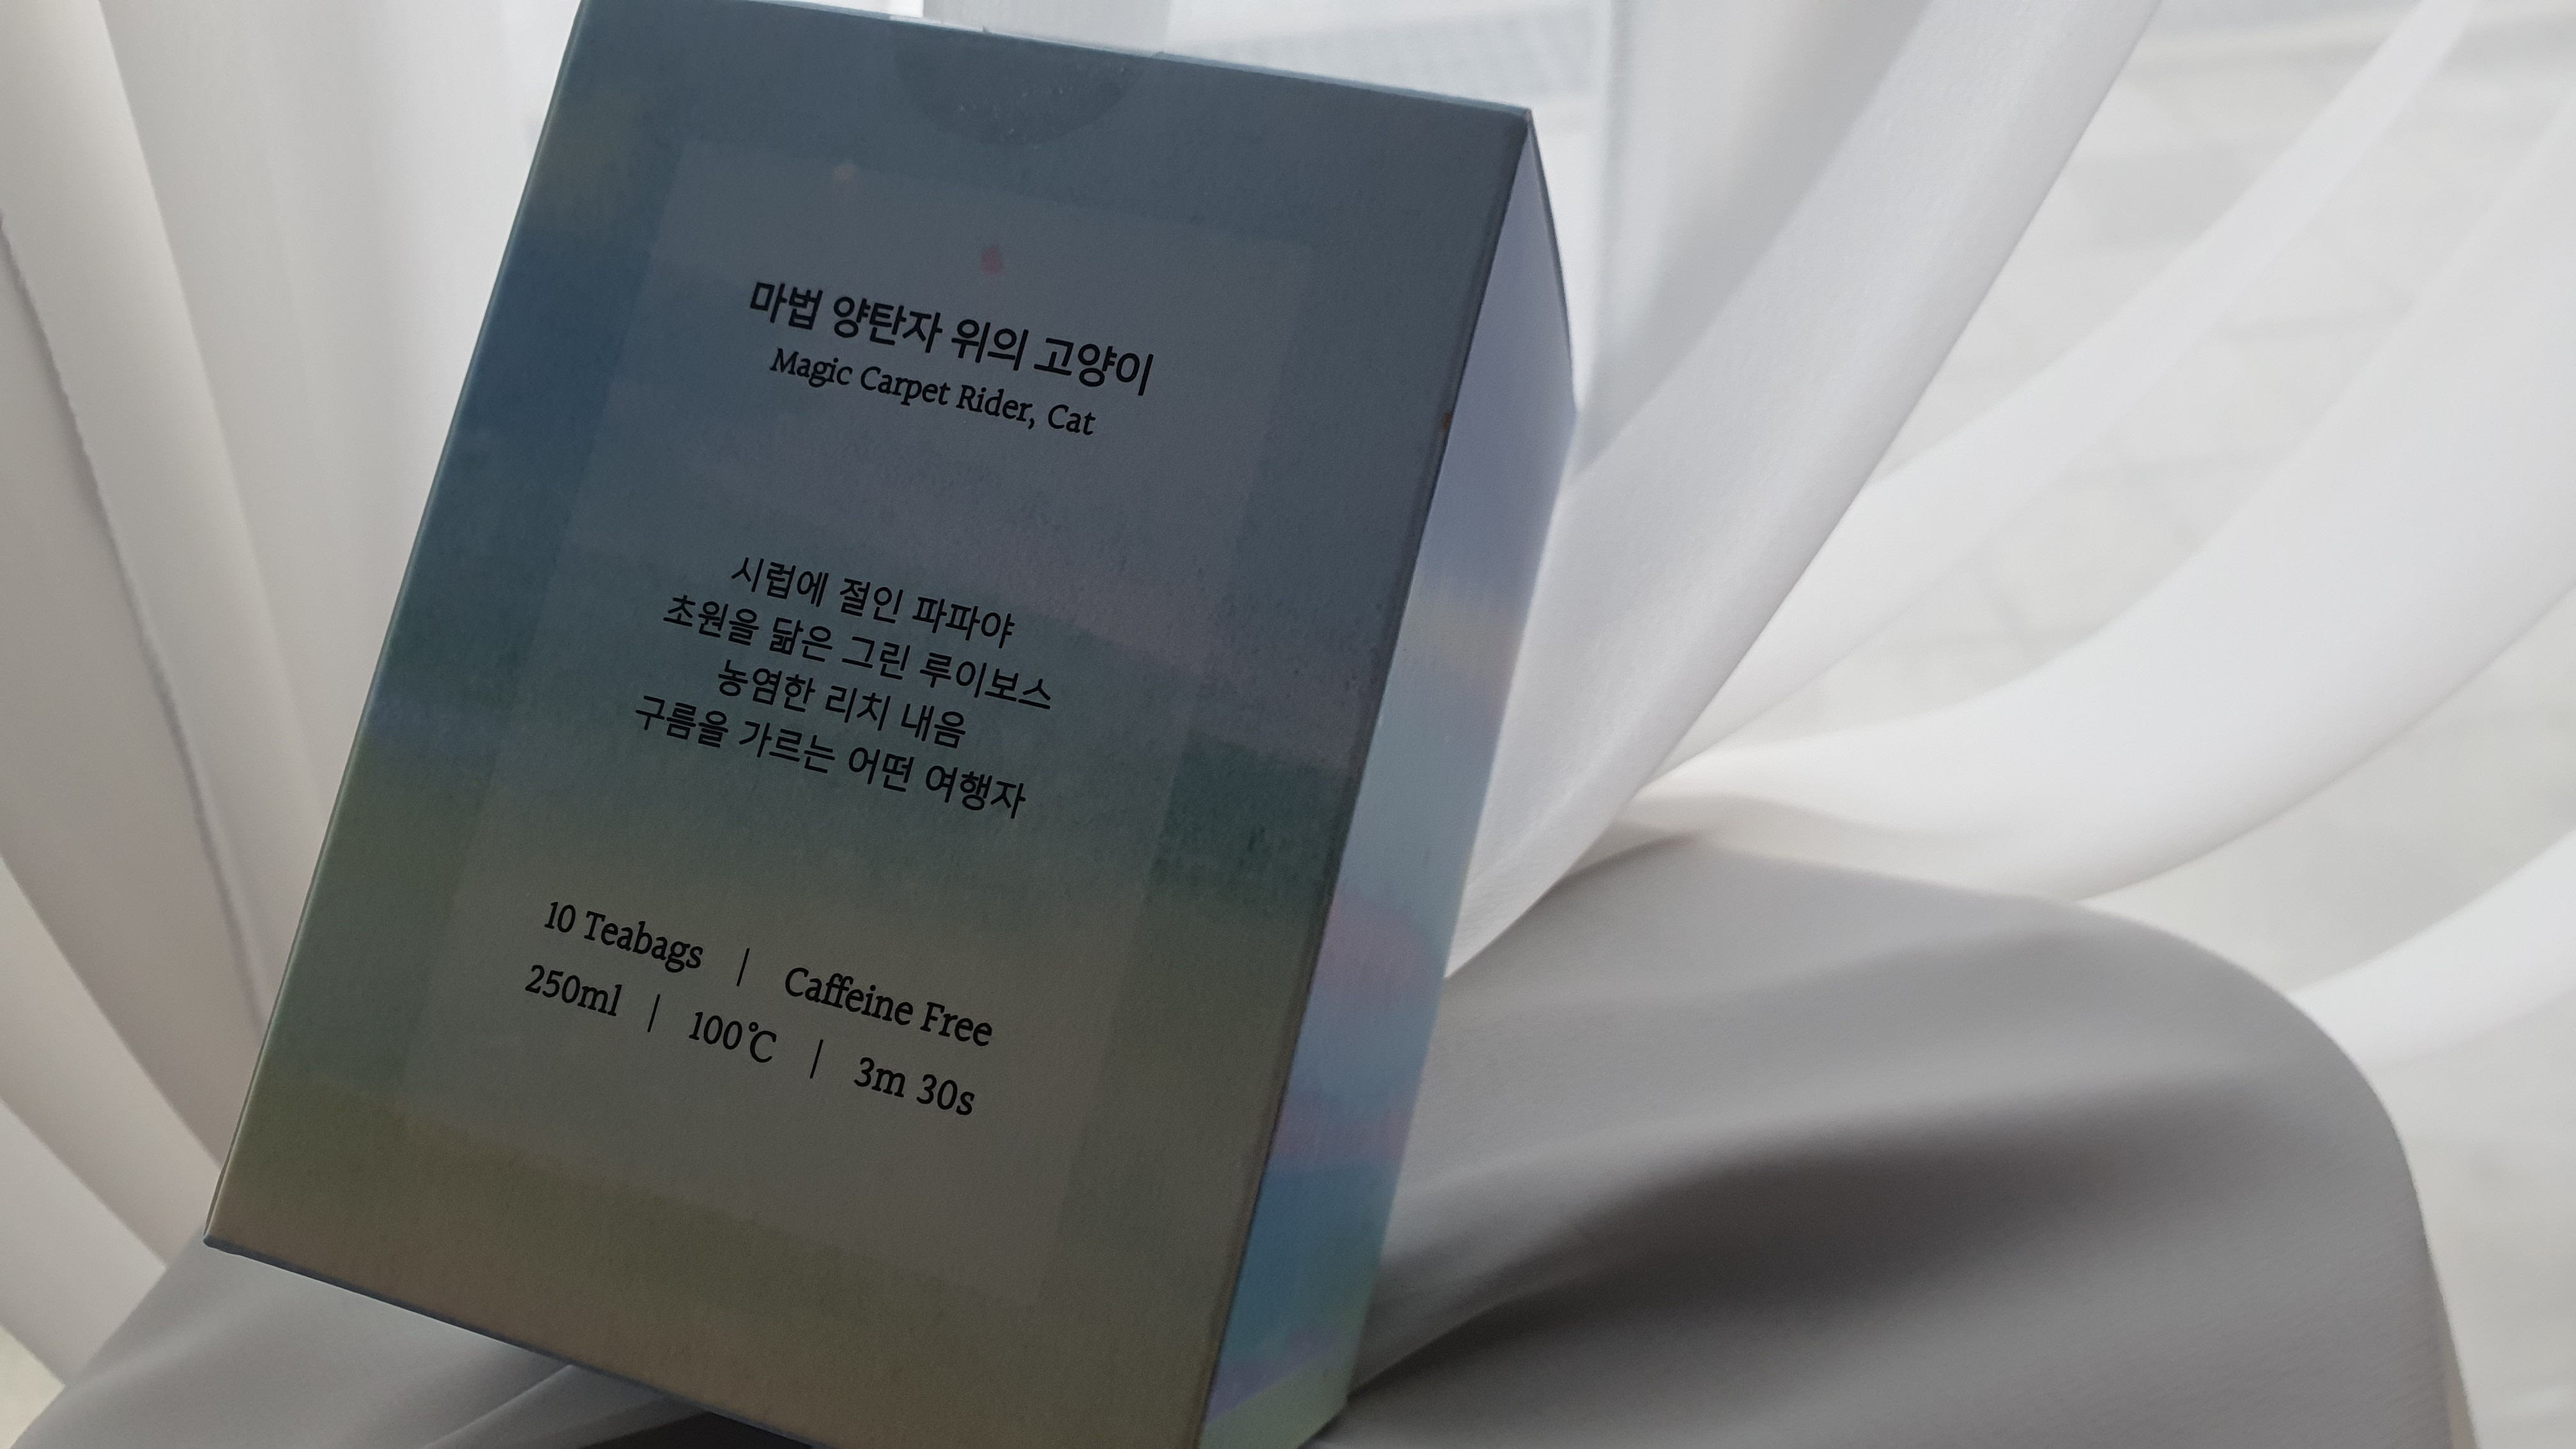 마법 양탄자 위의 고양이
Magic Carpet Rider, Cat
시럽에 절인 파파야
초원을 닮은 그린 루이보스
농염한 리치 내음
구름을 가르는 어떤 여행자
10 Teabags | Caffeine Free
250ml | 100℃ | 3m 30s